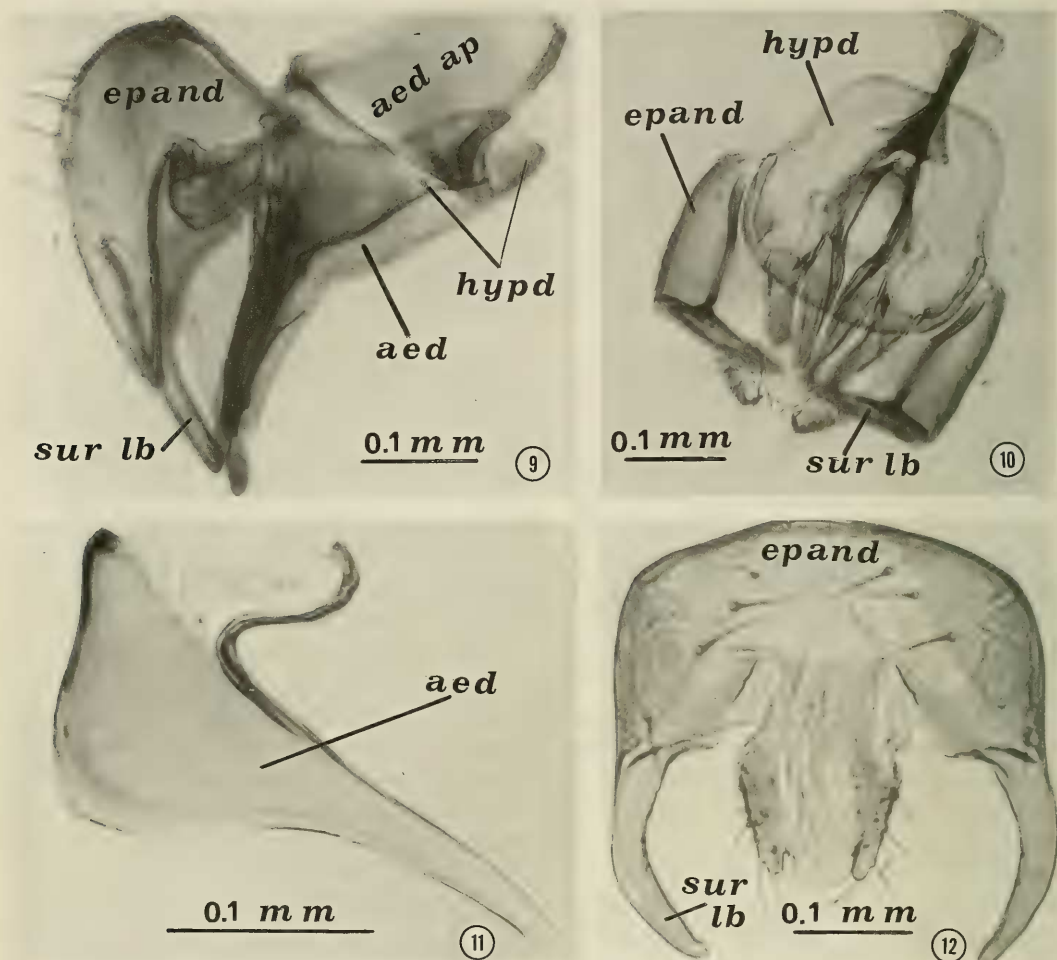 epand
aed ap
hypd
aed
sur lb
0.1 mm
9
hypd
epand
sur lb
0.1 mm
10
aed
0.1 mm
11
epand
sur
lb
0.1 mm
12